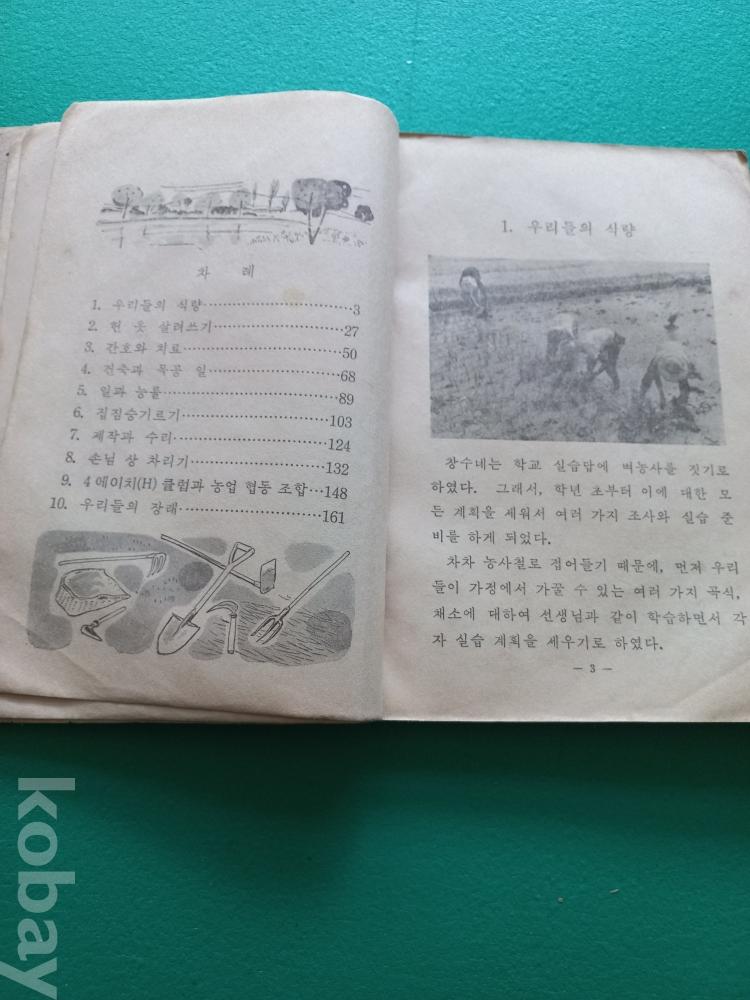 차 례
1. 우리들의 식량……………………3
2. 헌 옷 살려쓰기…………………27
3. 간호와 치료……………………50
4. 건축과 목공 일…………………68
5. 일과 능률………………………89
6. 집짐승기르기……………………103
7. 제작과 수리……………………124
8. 손님 상 차리기…………………132
9. 4에이치(H) 클럽과 농업 협동 조합…148
10. 우리들의 장래…………………161
1. 우리들의 식량
창수네는 학교 실습답에 벼농사를 짓기로
하였다. 그래서, 학년 초부터 이에 대한 모
든 계획을 세워서 여러 가지 조사와 실습 준
비를 하게 되었다.
차차 농사철로 접어들기 때문에, 먼저 우리
들이 가정에서 가꿀 수 있는 여러 가지 곡식,
채소에 대하여 선생님과 같이 학습하면서 각
자 실습 계획을 세우기로 하였다.
— 3 —
kobay